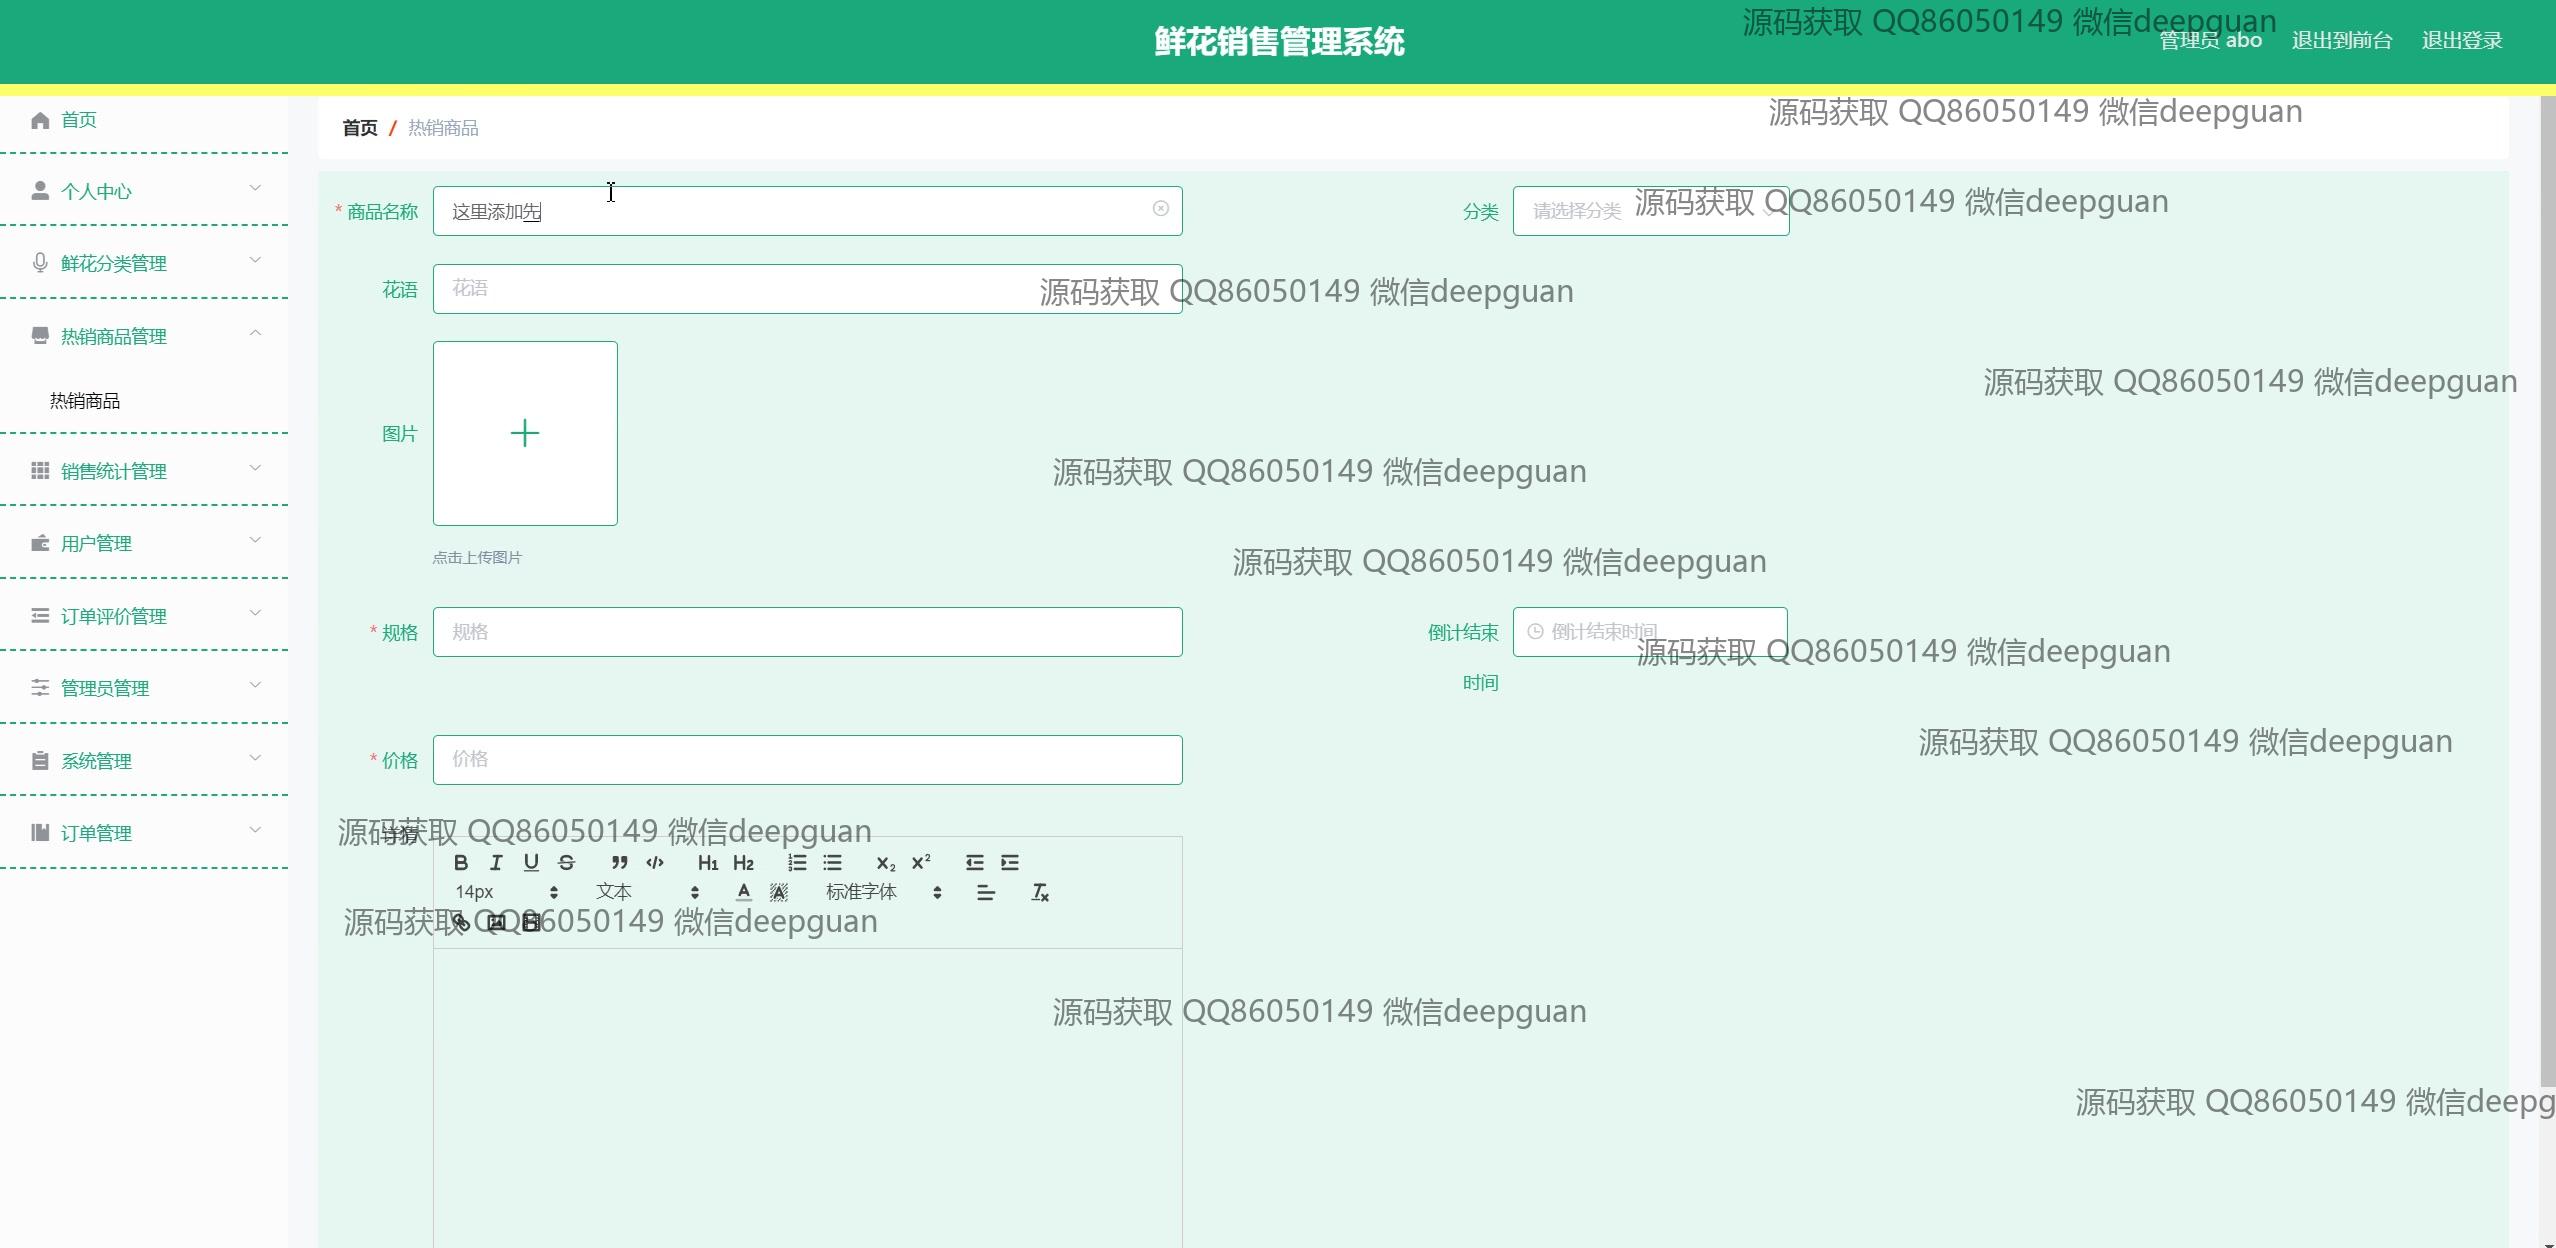 鲜花销售管理系统
源码获取 QQ86050149 微信deepguan
管理员 abo 退出到前台 退出登录
首页
首页 / 热销商品
源码获取 QQ86050149 微信deepguan
个人中心
* 商品名称 这里添加先
分类 请选择分类
源码获取 QQ86050149 微信deepguan
鲜花分类管理
花语 花语
源码获取 QQ86050149 微信deepguan
热销商品管理
热销商品
源码获取 QQ86050149 微信deepguan
图片
销售统计管理
源码获取 QQ86050149 微信deepguan
用户管理
点击上传图片
源码获取 QQ86050149 微信deepguan
订单评价管理
* 规格 规格
倒计结束 倒计结束时间
时间
源码获取 QQ86050149 微信deepguan
管理员管理
系统管理
* 价格 价格
源码获取 QQ86050149 微信deepguan
订单管理
源码获取 QQ86050149 微信deepguan
B I U S H1 H2 X2 X2
14px 文本 A A 标准字体
源码获取 QQ86050149 微信deepguan
源码获取 QQ86050149 微信deepguan
源码获取 QQ86050149 微信deepg